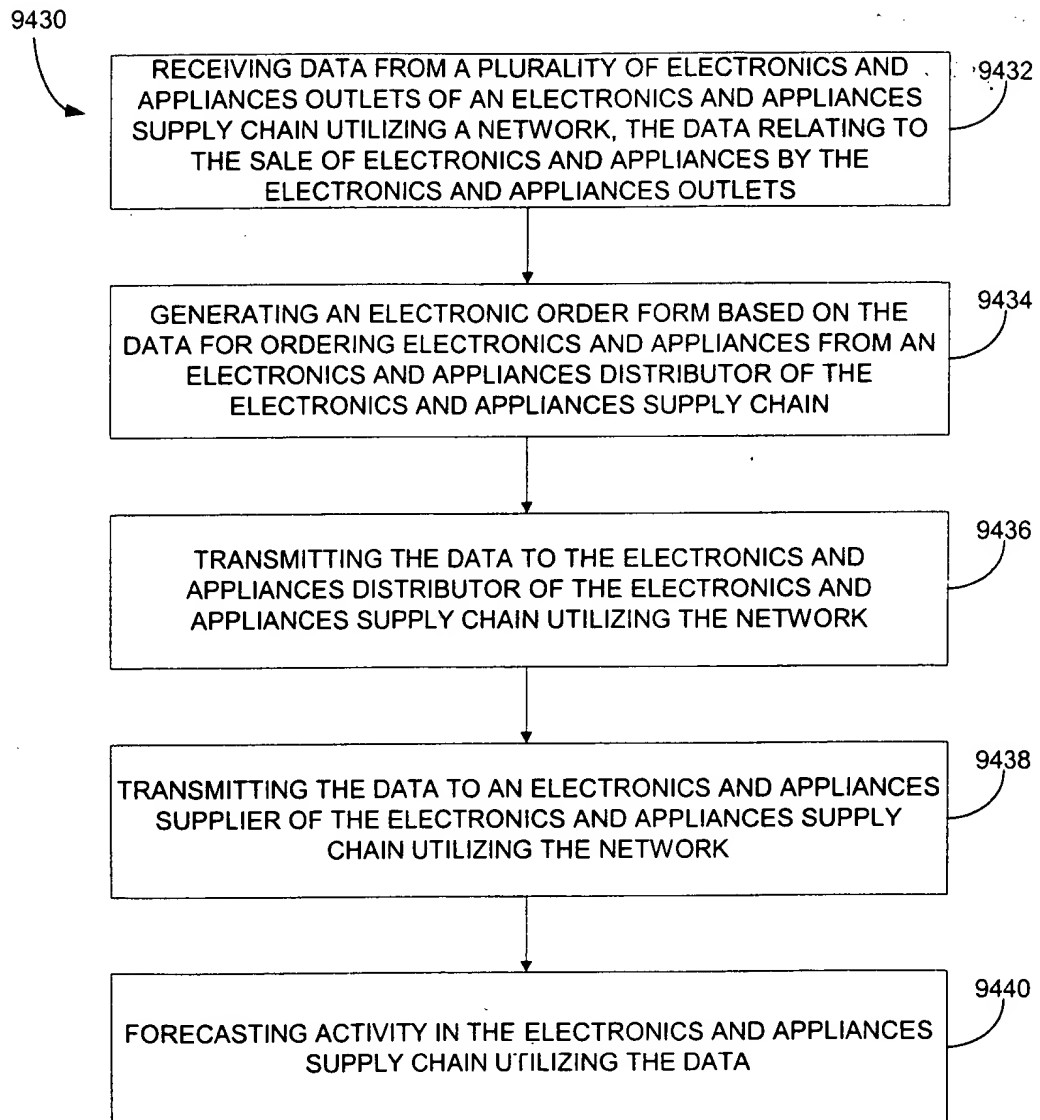 9430
RECEIVING DATA FROM A PLURALITY OF ELECTRONICS AND
APPLIANCES OUTLETS OF AN ELECTRONICS AND APPLIANCES
SUPPLY CHAIN UTILIZING A NETWORK, THE DATA RELATING TO
THE SALE OF ELECTRONICS AND APPLIANCES BY THE
ELECTRONICS AND APPLIANCES OUTLETS
9432
GENERATING AN ELECTRONIC ORDER FORM BASED ON THE
DATA FOR ORDERING ELECTRONICS AND APPLIANCES FROM AN
ELECTRONICS AND APPLIANCES DISTRIBUTOR OF THE
ELECTRONICS AND APPLIANCES SUPPLY CHAIN
9434
TRANSMITTING THE DATA TO THE ELECTRONICS AND
APPLIANCES DISTRIBUTOR OF THE ELECTRONICS AND
APPLIANCES SUPPLY CHAIN UTILIZING THE NETWORK
9436
TRANSMITTING THE DATA TO AN ELECTRONICS AND APPLIANCES
SUPPLIER OF THE ELECTRONICS AND APPLIANCES SUPPLY
CHAIN UTILIZING THE NETWORK
9438
FORECASTING ACTIVITY IN THE ELECTRONICS AND APPLIANCES
SUPPLY CHAIN UTILIZING THE DATA
9440